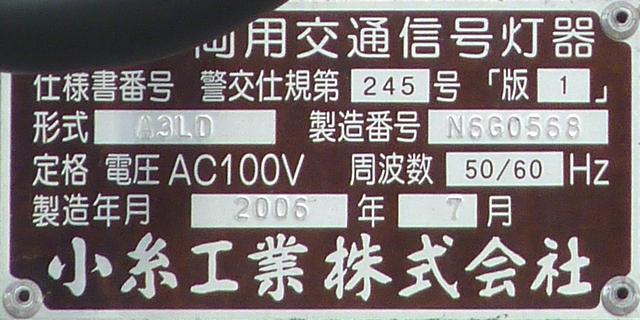 両用交通信号灯器
仕様書番号 警交仕規第 245 号 「版 1 」
形式 A3LD 製造番号 N6G0568
定格 電圧 AC100V 周波数 50/60 Hz
製造年月 2006 年 7 月
小糸工業株式会社